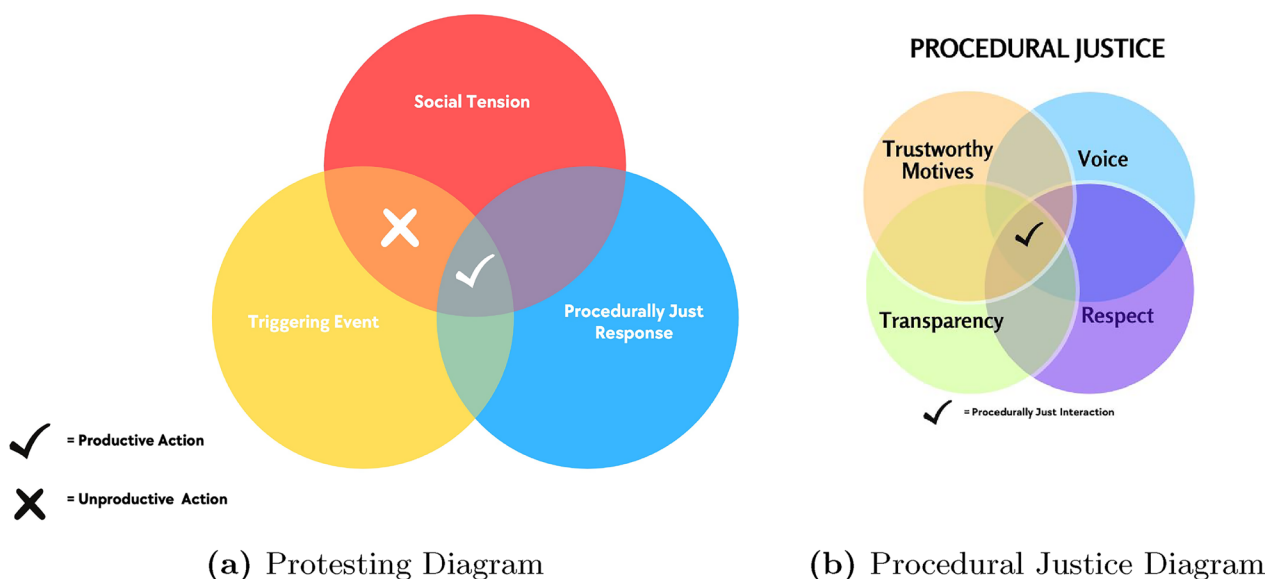 Social Tension
Triggering Event
Procedurally Just
Response
= Productive Action
= Unproductive Action
(a) Protesting Diagram
PROCEDURAL JUSTICE
Trustworthy
Motives
Voice
Transparency
Respect
= Procedurally Just Interaction
(b) Procedural Justice Diagram